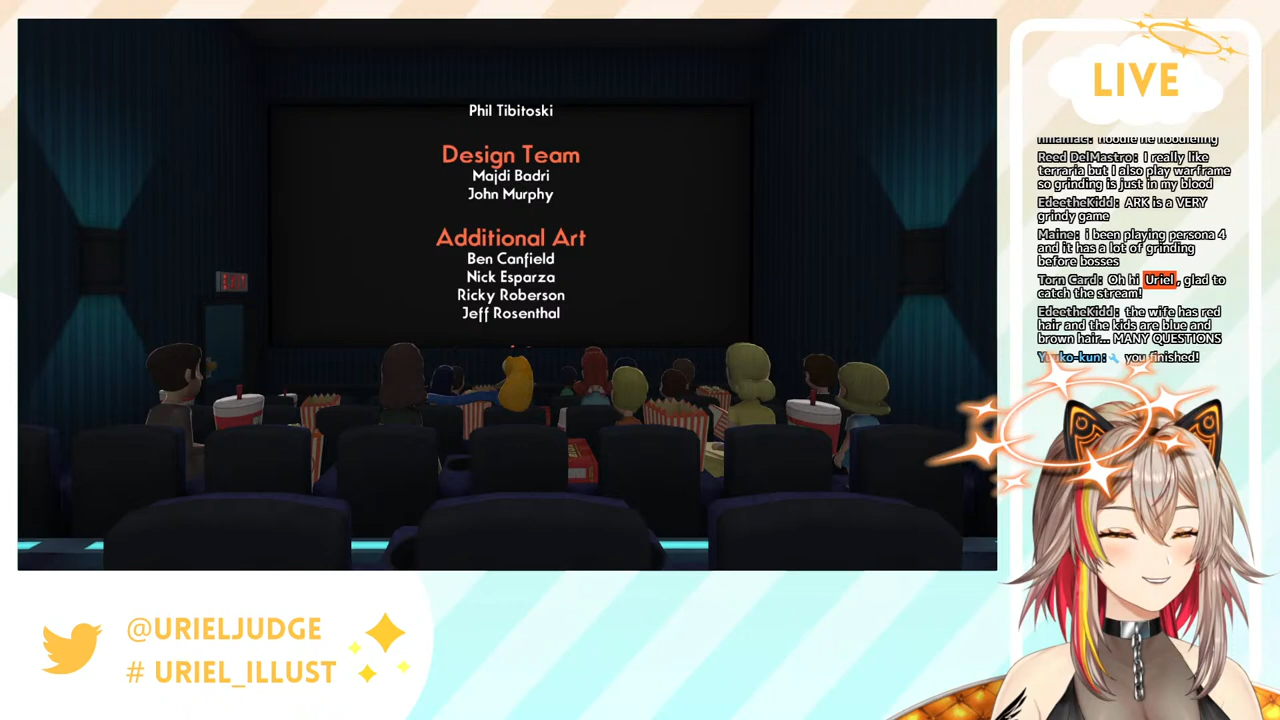 Phil Tibitoski
Design Team
Majdi Badri
John Murphy
Additional Art
Ben Canfield
Nick Esparza
Ricky Roberson
Jeff Rosenthal
EXIT
LIVE
noodle he noodleing
Reed DelMastro: I really like
terraria but I also play warframe
so grinding is just in my blood
EdeetheKidd: ARK is a VERY
grindy game
Maine: i been playing persona 4
and it has a lot of grinding
before bosses
Torn Card: Oh hi Uriel, glad to
catch the stream!
EdeetheKidd: the wife has red
hair and the kids are blue and
brown hair... MANY QUESTIONS
you finished!
@URIELJUDGE
# URIEL_ILLUST